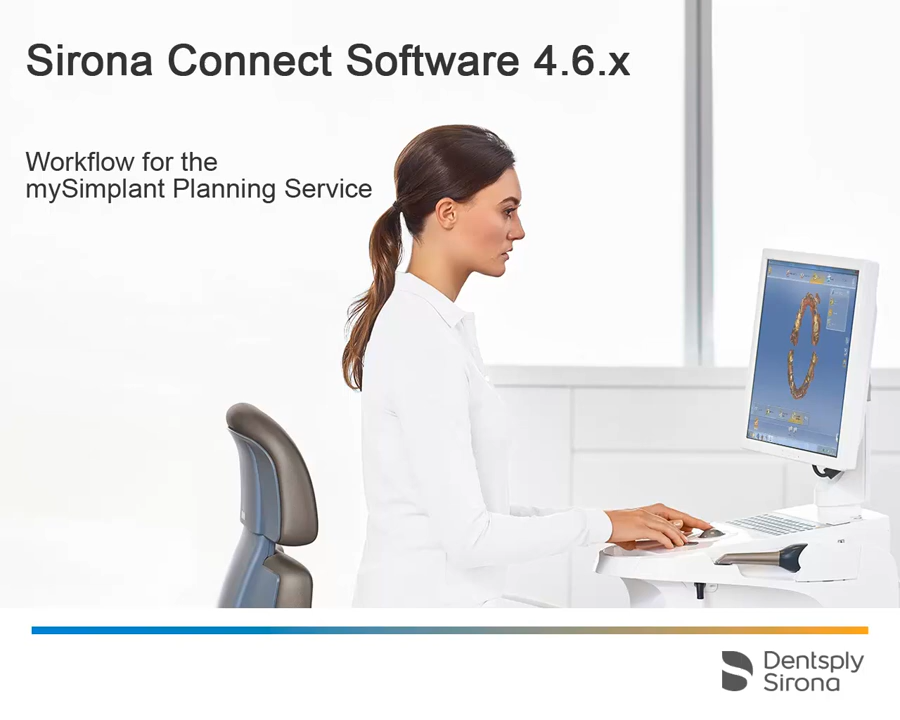 Sirona Connect Software 4.6.x
Workflow for the
mySimplant Planning Service
Dentsply
Sirona